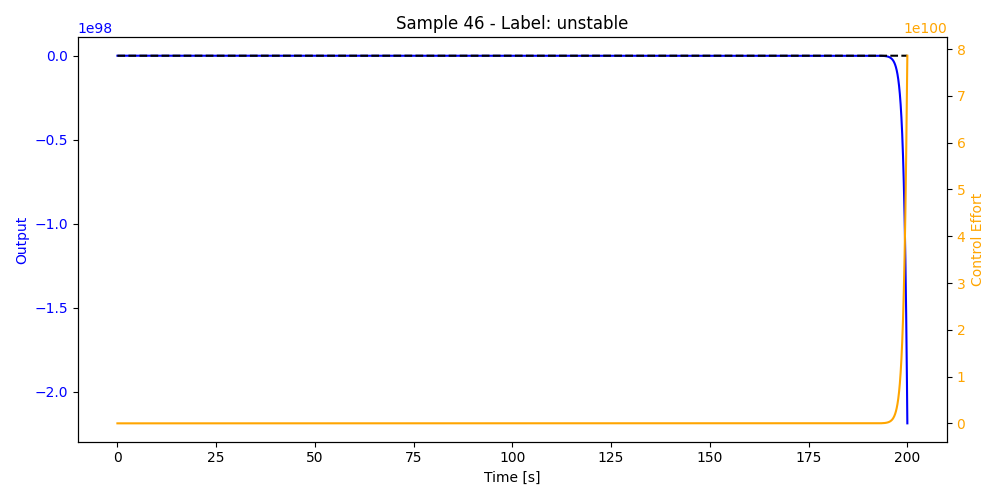 Sample 46 - Label: unstable
1e98
1e100
0.0
−0.5
−1.0
−1.5
−2.0
Output
8
7
6
5
4
3
2
1
0
Control Effort
0 25 50 75 100 125 150 175 200
Time [s]